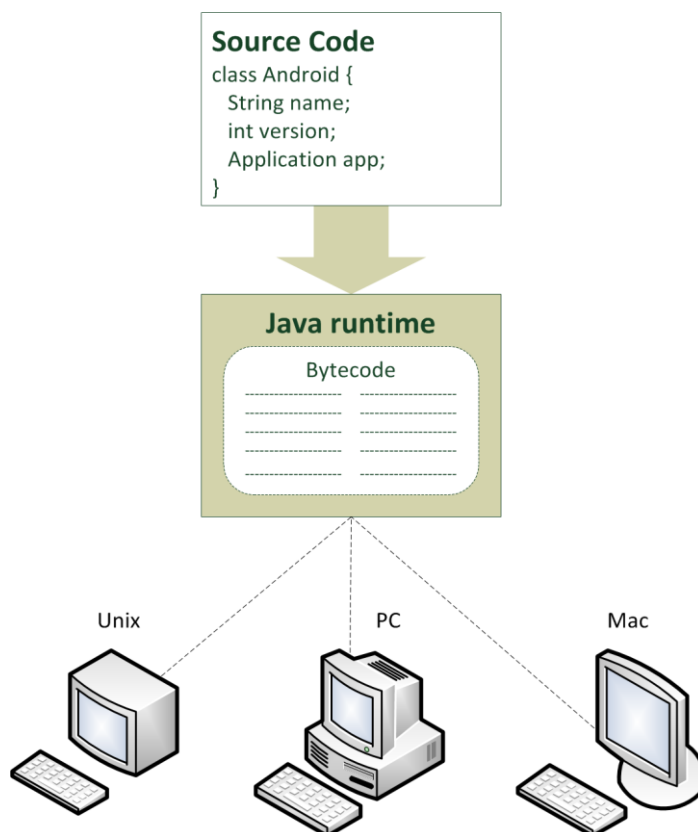 Source Code
class Android {
String name;
int version;
Application app;
}
Java runtime
Bytecode
Unix
PC
Mac